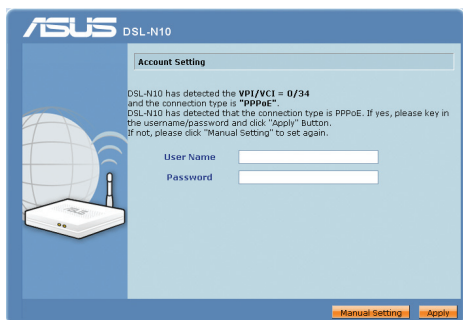 ASUS DSL-N10
Account Setting
DSL-N10 has detected the VPI/VCI = 0/34
and the connection type is "PPPoE".
DSL-N10 has detected that the connection type is PPPoE. If yes, please key in
the username/password and click "Apply" Button.
If not, please click "Manual Setting" to set again.
User Name
Password
ASUS
Manual Setting Apply